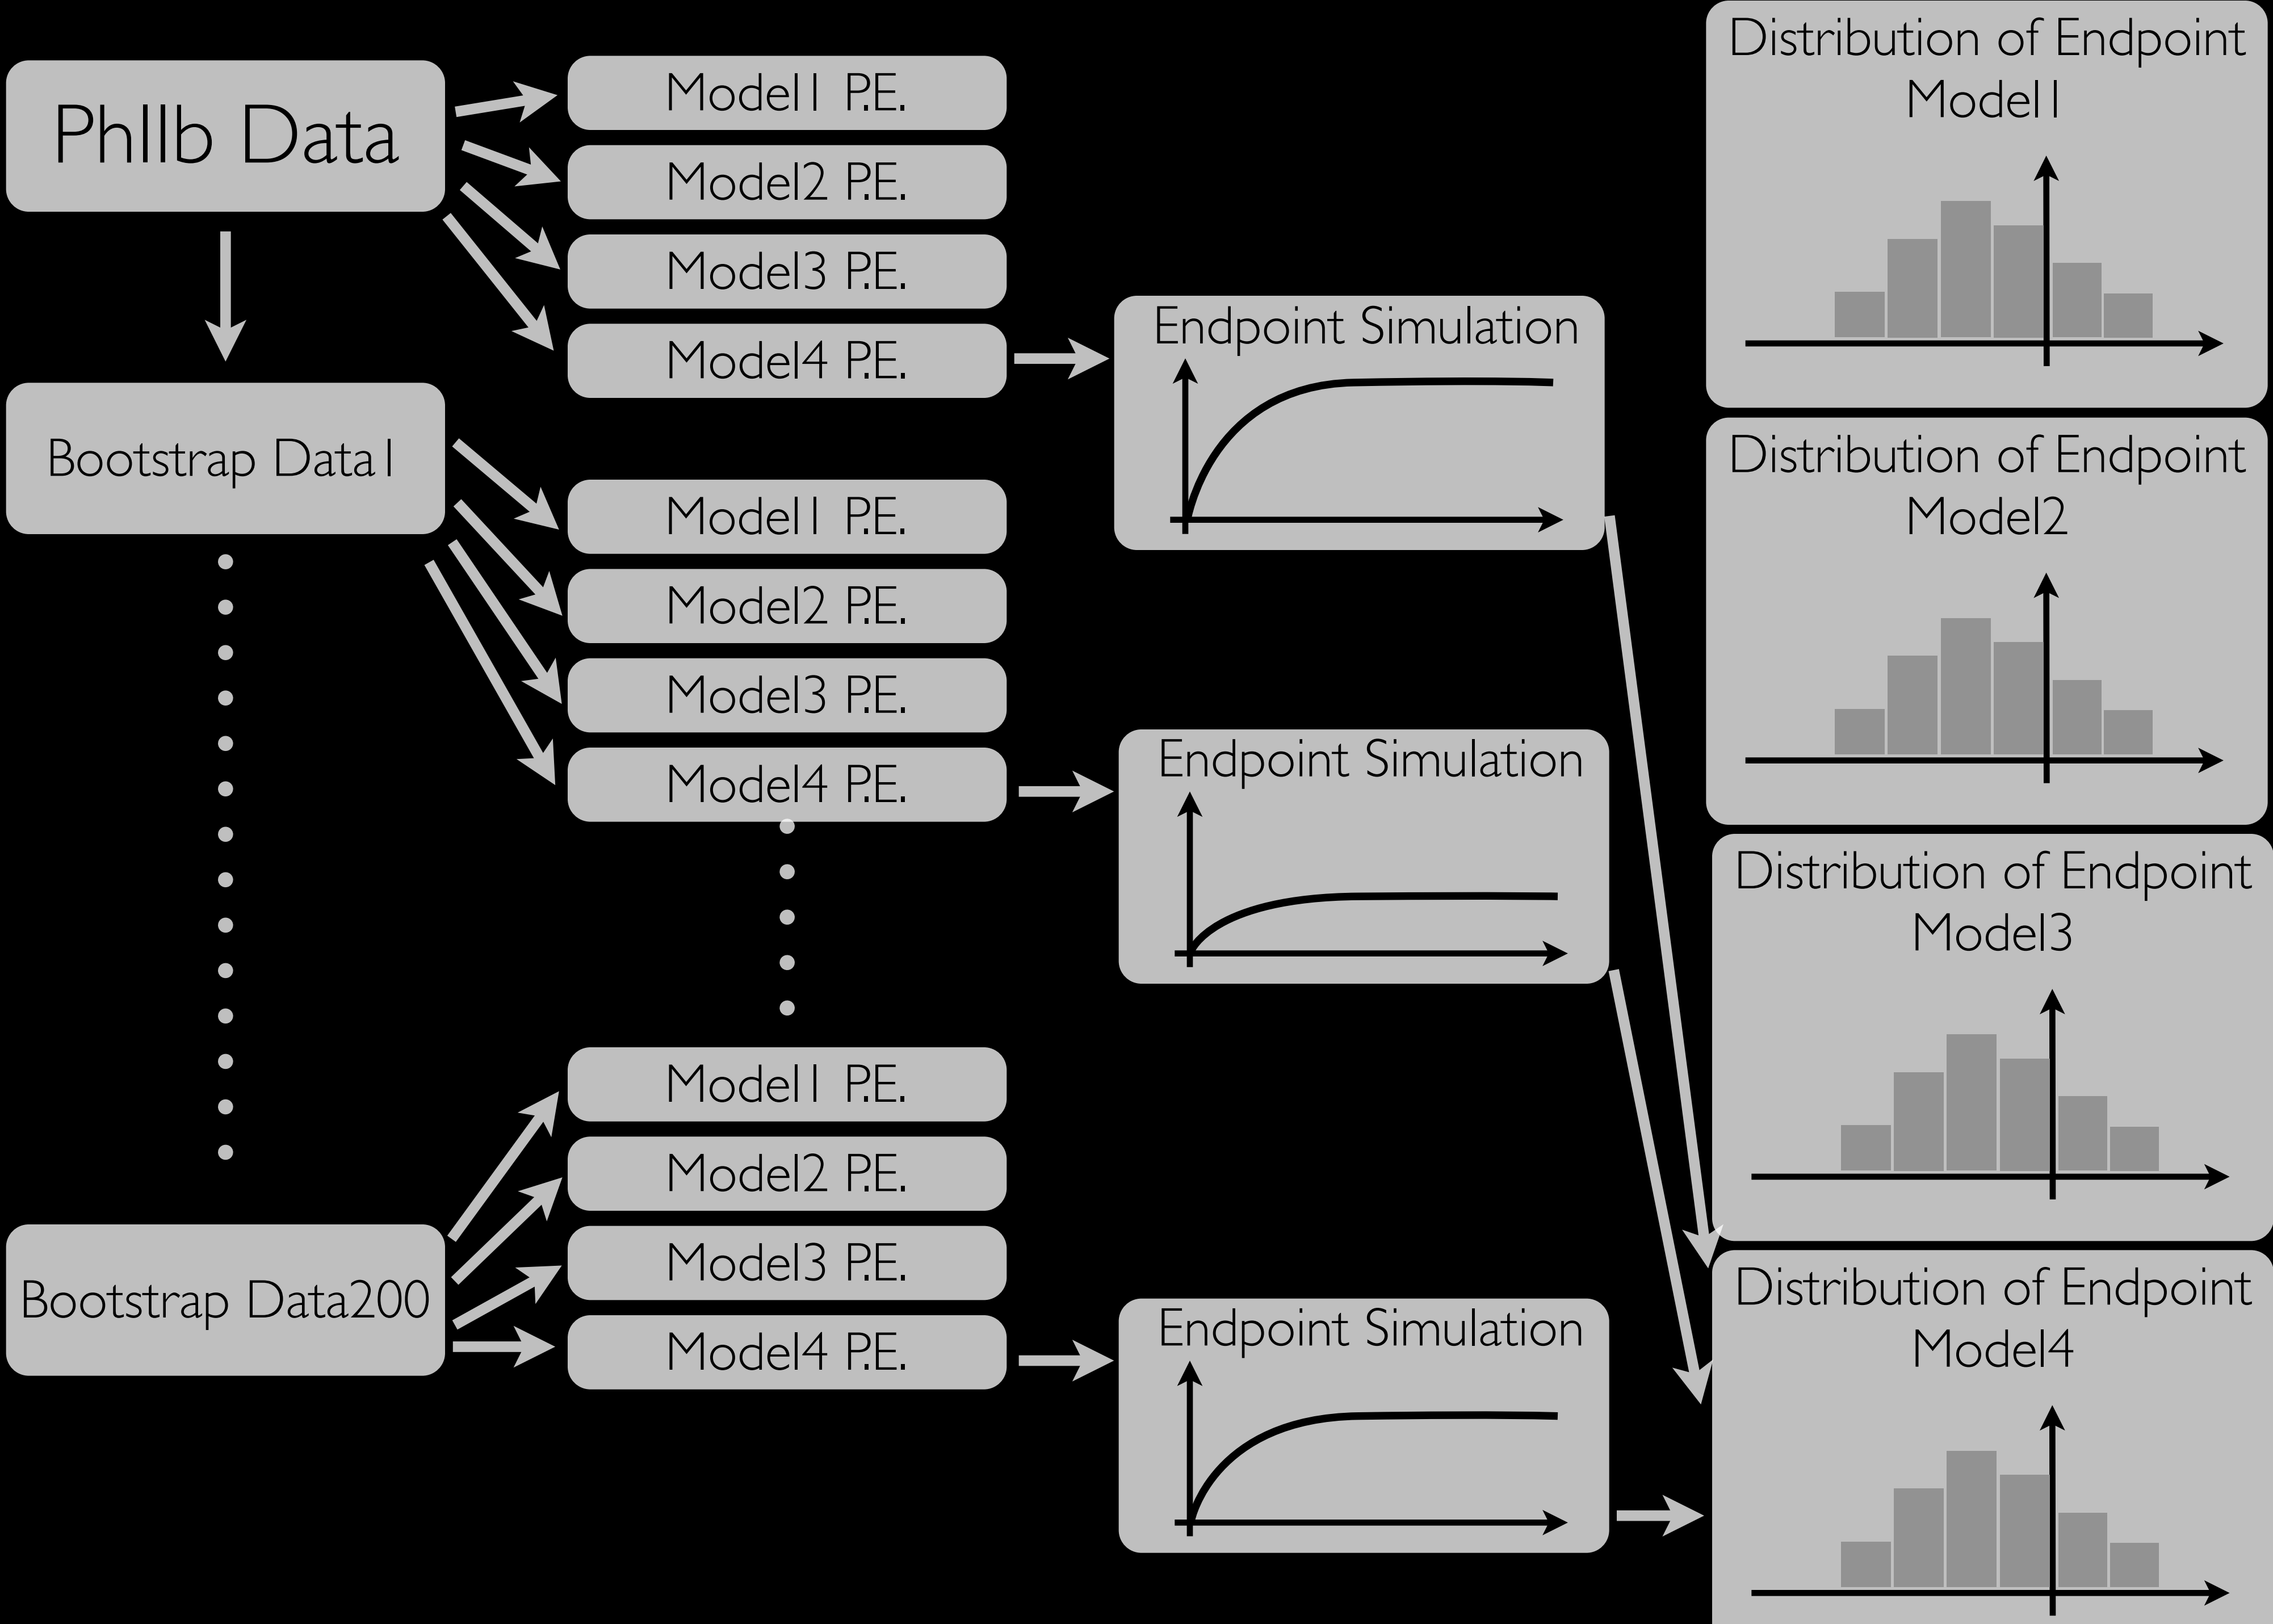 PhIIb Data
Model1 P.E.
Model2 P.E.
Model3 P.E.
Model4 P.E.
Bootstrap Data1
Model1 P.E.
Model2 P.E.
Model3 P.E.
Model4 P.E.
Bootstrap Data200
Model1 P.E.
Model2 P.E.
Model3 P.E.
Model4 P.E.
Endpoint Simulation
Endpoint Simulation
Endpoint Simulation
Distribution of Endpoint
Model1
Distribution of Endpoint
Model2
Distribution of Endpoint
Model3
Distribution of Endpoint
Model4